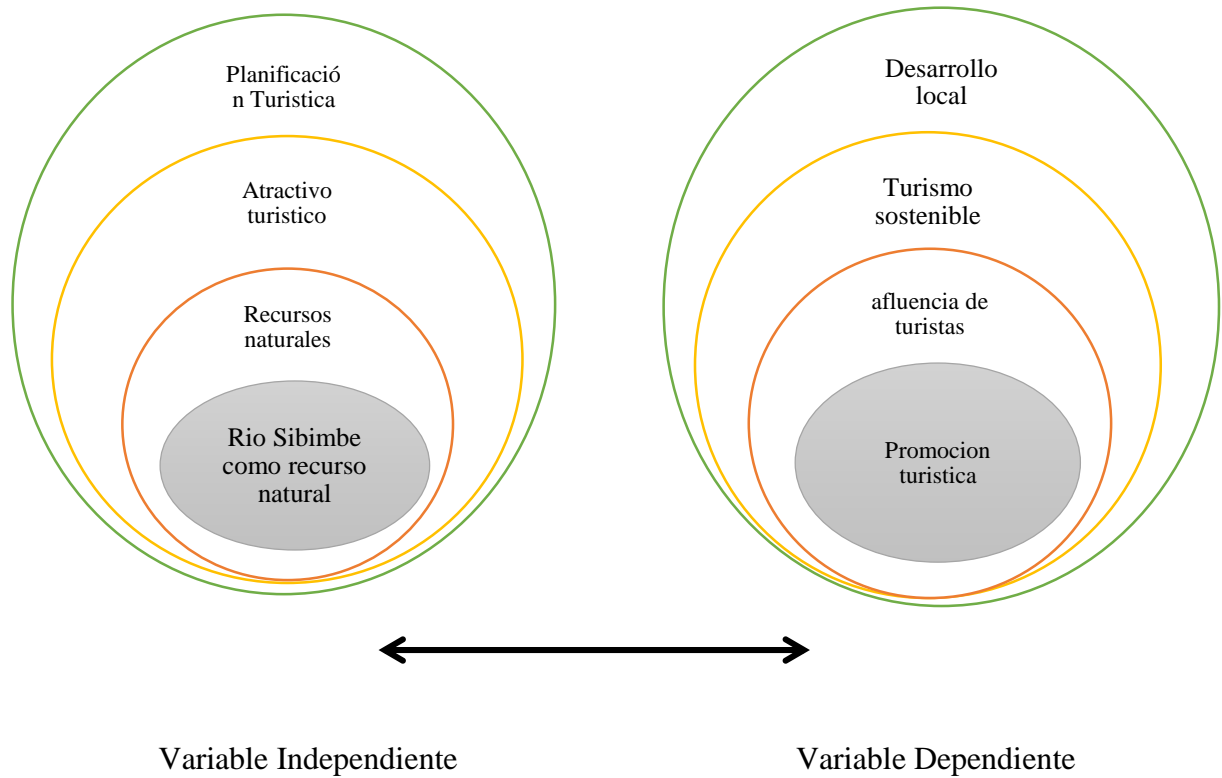 Planificació
n Turistica
Atractivo
turistico
Recursos
naturales
Rio Sibimbe
como recurso
natural
Desarrollo
local
Turismo
sostenible
afluencia de
turistas
Promocion
turistica
Variable Independiente
Variable Dependiente